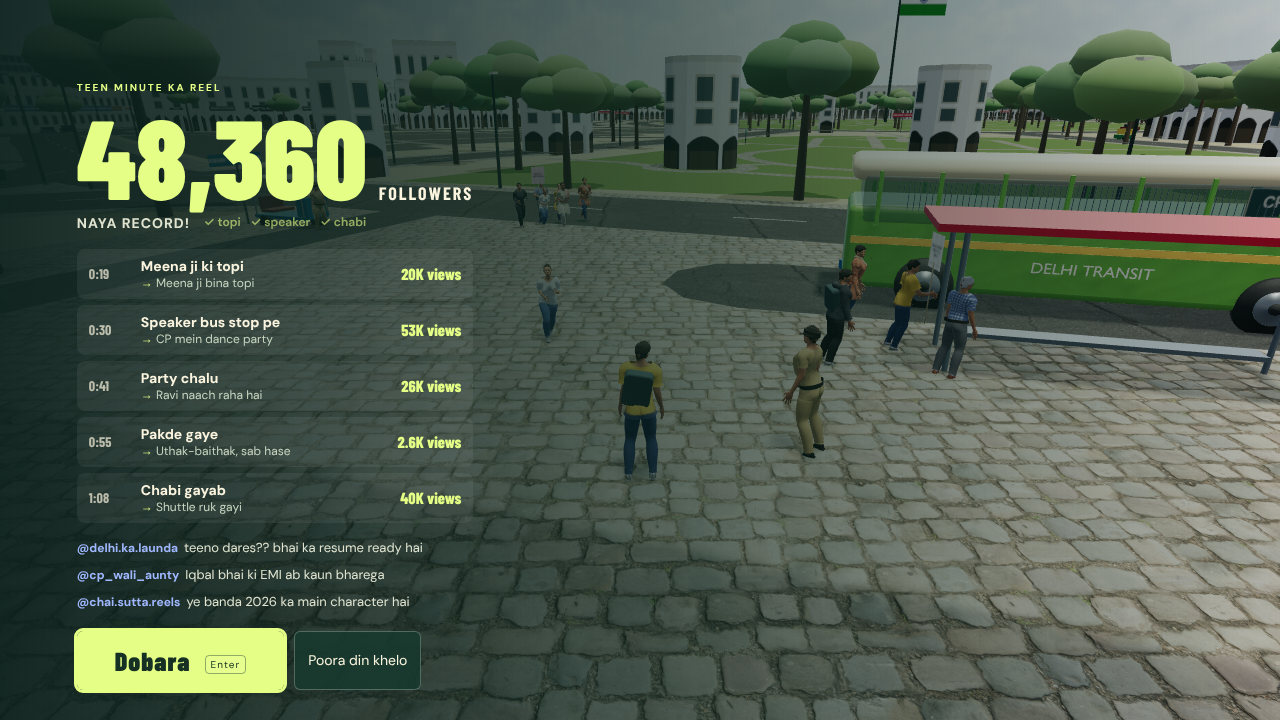 TEEN MINUTE KA REEL
48,360 FOLLOWERS
NAYA RECORD! ✓ topi ✓ speaker ✓ chabi
0:19 Meena ji ki topi 20K views
→ Meena ji bina topi
0:30 Speaker bus stop pe 53K views
→ CP mein dance party
0:41 Party chalu 26K views
→ Ravi naach raha hai
0:55 Pakde gaye 2.6K views
→ Uthak-baithak, sab hase
1:08 Chabi gayab 40K views
→ Shuttle ruk gayi
@delhi.ka.launda teeno dares?? bhai ka resume ready hai
@cp_wali_aunty Iqbal bhai ki EMI ab kaun bharega
@chai.sutta.reels ye banda 2026 ka main character hai
Dobara Enter
Poora din khelo
DELHI TRANSIT